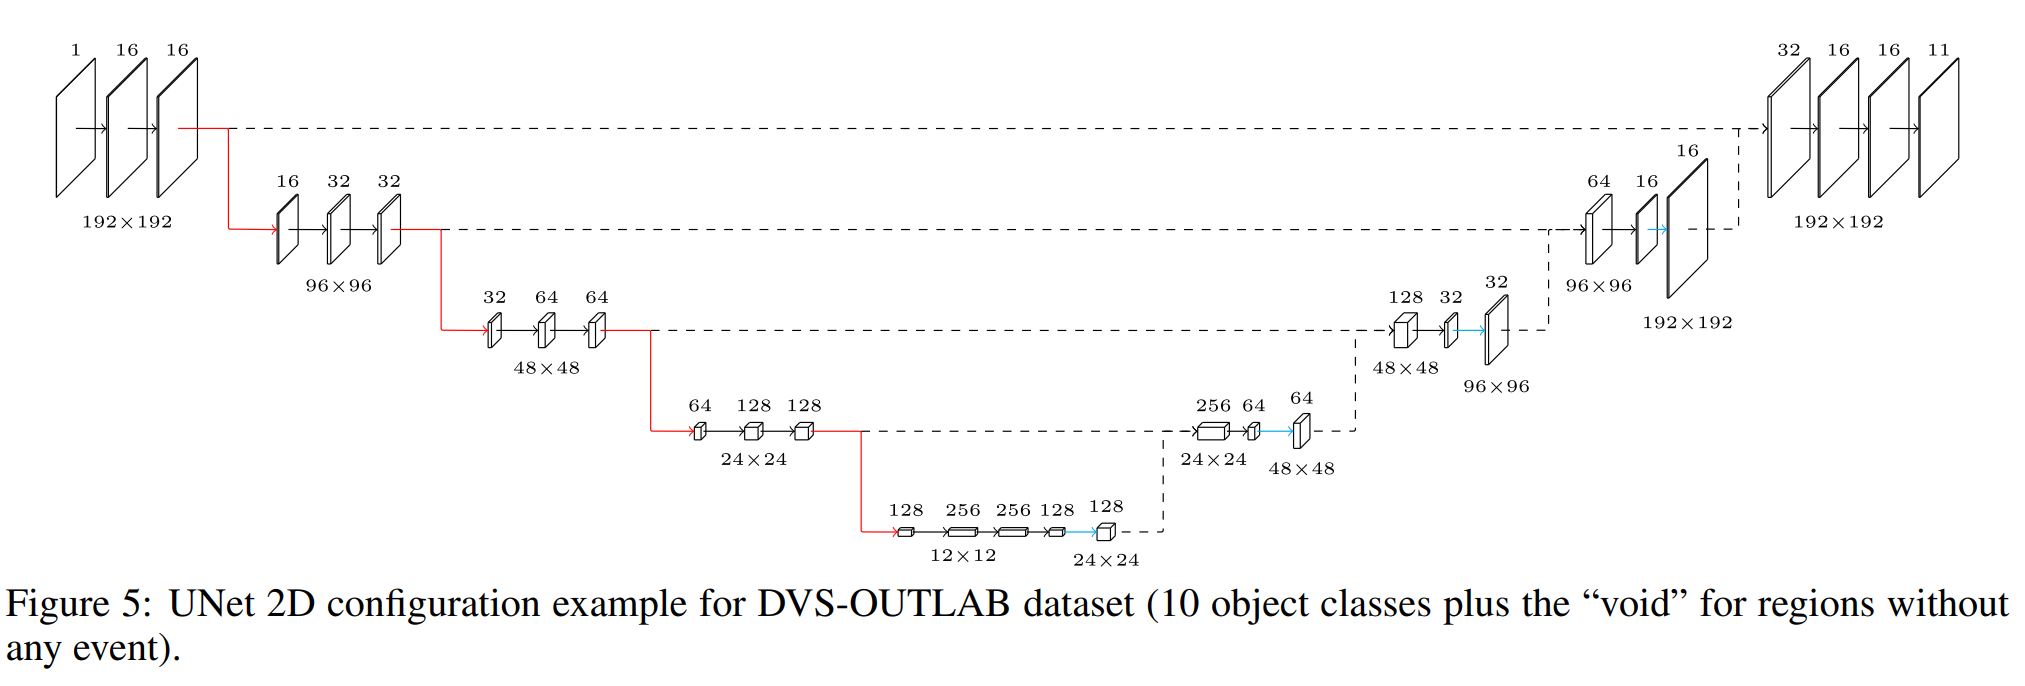 1 16 16
32 16 16 11
16
16 32 32
64 16
192×192
192×192
96×96
96×96
32 64 64
128 32 32
192×192
48×48
48×48
96×96
64 128 128
256 64 64
24×24
24×24
48×48
128 256 256 128 128
12×12
24×24
Figure 5: UNet 2D configuration example for DVS-OUTLAB dataset (10 object classes plus the “void” for regions without
any event).